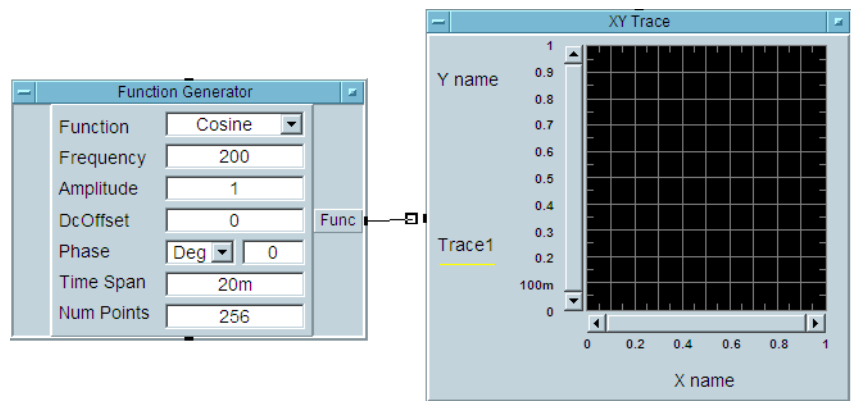 Function Generator
Function Cosine
Frequency 200
Amplitude 1
DcOffset 0
Func
Phase Deg 0
Time Span 20m
Num Points 256
XY Trace
Y name
1
0.9
0.8
0.7
0.6
0.5
0.4
0.3
0.2
100m
0
Trace1
0 0.2 0.4 0.6 0.8 1
X name